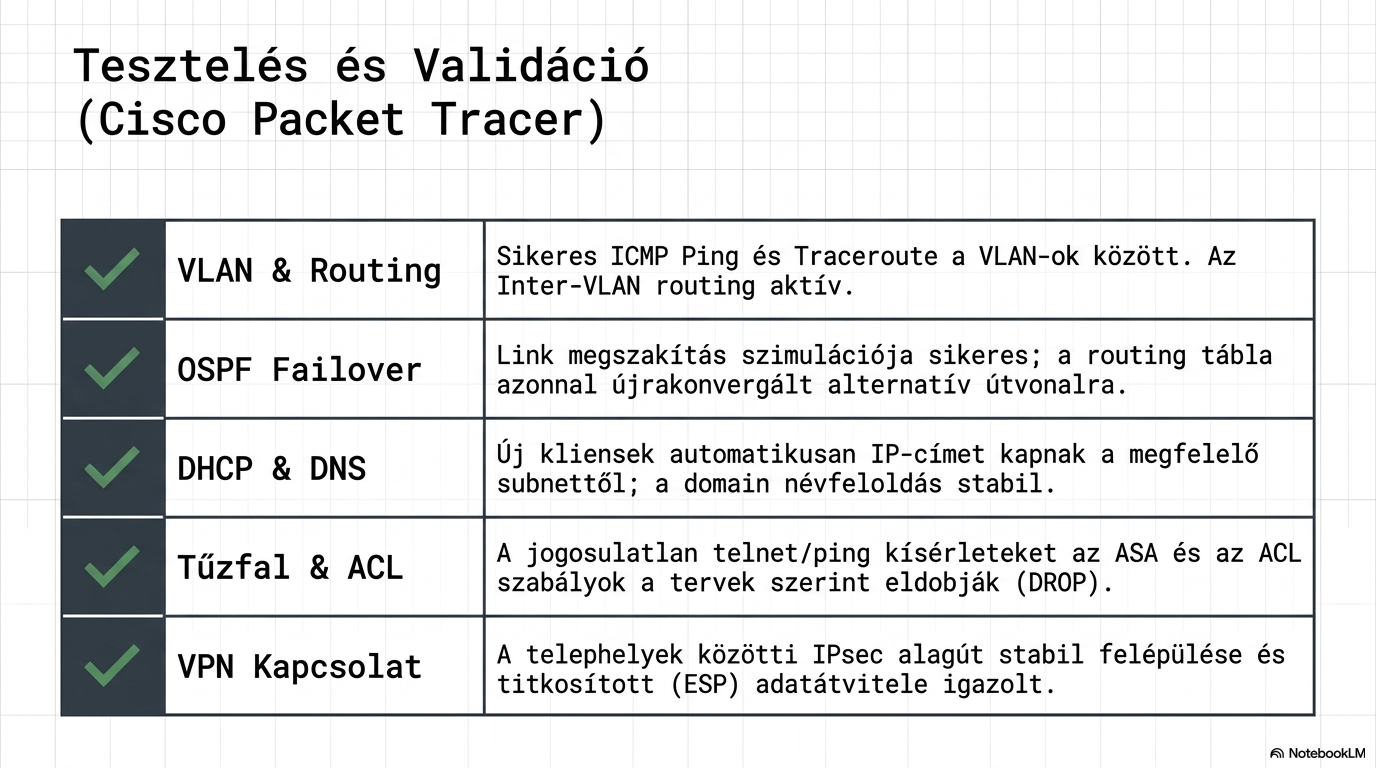 Tesztelés és Validáció
(Cisco Packet Tracer)
VLAN & Routing
Sikeres ICMP Ping és Traceroute a VLAN-ok között. Az
Inter-VLAN routing aktív.
OSPF Failover
Link megszakítás szimulációja sikeres; a routing tábla
azonnal újrakonvergált alternatív útvonalra.
DHCP & DNS
Új kliensek automatikusan IP-címet kapnak a megfelelő
subnettől; a domain névfeloldás stabil.
Tűzfal & ACL
A jogosulatlan telnet/ping kísérleteket az ASA és az ACL
szabályok a tervek szerint eldobják (DROP).
VPN Kapcsolat
A telephelyek közötti IPsec alagút stabil felépülése és
titkosított (ESP) adatátvitele igazolt.
NotebookLM